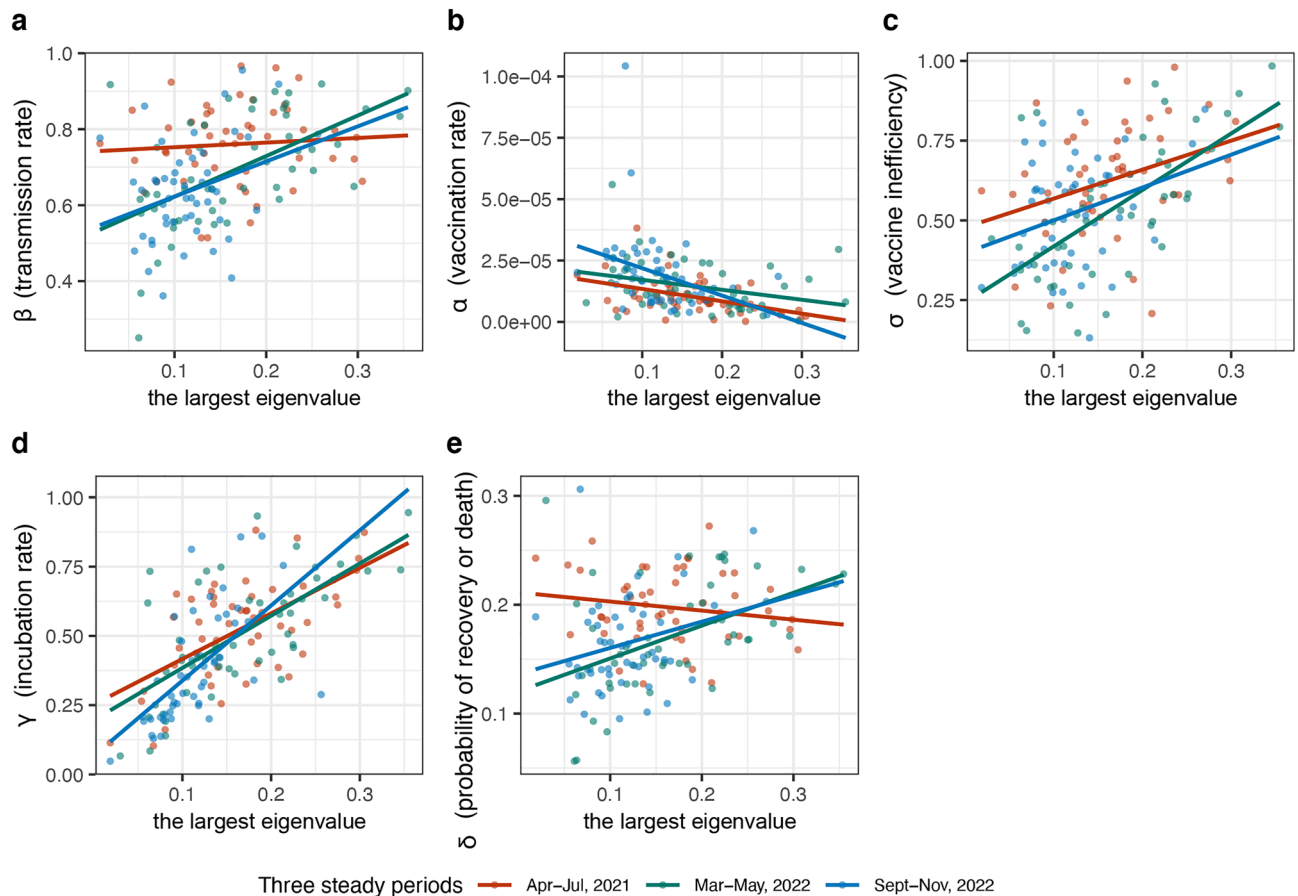 a
β (transmission rate)
1.0
0.8
0.6
0.4
0.1 0.2 0.3
the largest eigenvalue
b
α (vaccination rate)
1.0e−04
7.5e−05
5.0e−05
2.5e−05
0.0e+00
0.1 0.2 0.3
the largest eigenvalue
c
σ (vaccine inefficiency)
1.00
0.75
0.50
0.25
0.1 0.2 0.3
the largest eigenvalue
d
γ (incubation rate)
1.00
0.75
0.50
0.25
0.00
0.1 0.2 0.3
the largest eigenvalue
e
δ (probability of recovery or death)
0.3
0.2
0.1
0.1 0.2 0.3
the largest eigenvalue
Three steady periods Apr−Jul, 2021 Mar−May, 2022 Sept−Nov, 2022